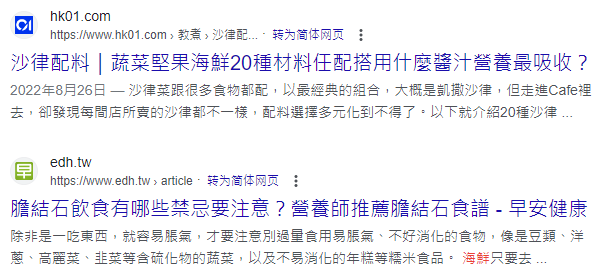 01
hk01.com
https://www.hk01.com › 教煮 › 沙律配... · 转为简体网页
沙律配料｜蔬菜堅果海鮮20種材料任配搭用什麼醬汁營養最吸收？
2022年8月26日 — 沙律菜跟很多食物都配，以最經典的組合，大概是凱撒沙律，但走進Cafe裡
去，卻發現每間店所賣的沙律都不一樣，配料選擇多元化到不得了。以下就介紹20種沙律 ...
早
edh.tw
https://www.edh.tw › article · 转为简体网页
膽結石飲食有哪些禁忌要注意？營養師推薦膽結石食譜 - 早安健康
除非是一吃東西，就容易脹氣，才要注意別過量食用易脹氣、不好消化的食物，像是豆類、洋
蔥、高麗菜、韭菜等含硫化物的蔬菜，以及不易消化的年糕等糯米食品。 海鮮只要去 ...